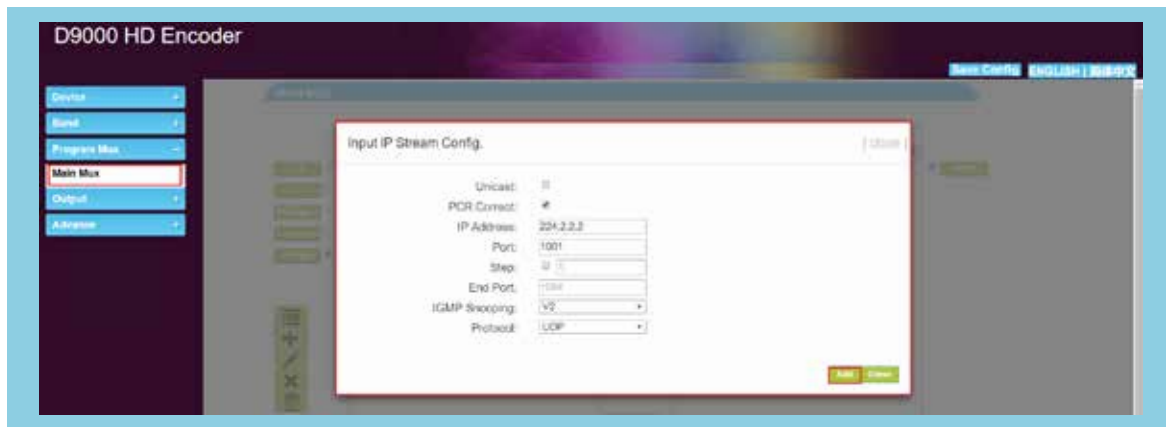 D9000 HD Encoder
Save Config ENGLISH | 简体中文
Device +
Band +
Program Mux −
Main Mux
Output +
Advance +
Input IP Stream Config.
[ Close ]
Unicast:
PCR Correct:
IP Address: 224.2.2.2
Port: 1001
Step:
End Port:
IGMP Snooping: V2
Protocol: UDP
Add Close